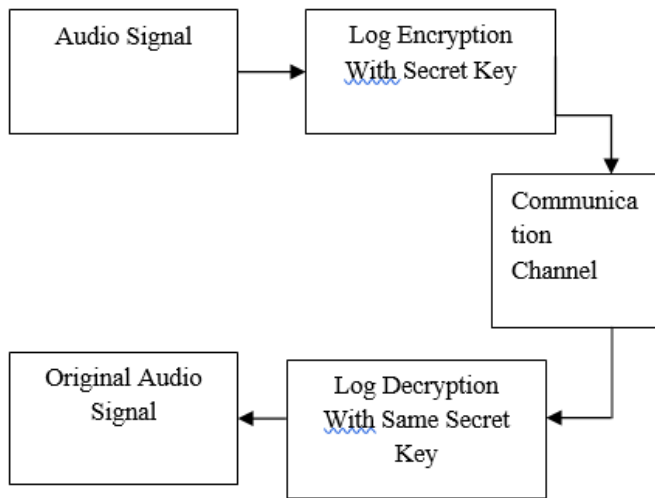 Audio Signal
Log Encryption
With Secret Key
Communica
tion
Channel
Original Audio
Signal
Log Decryption
With Same Secret
Key